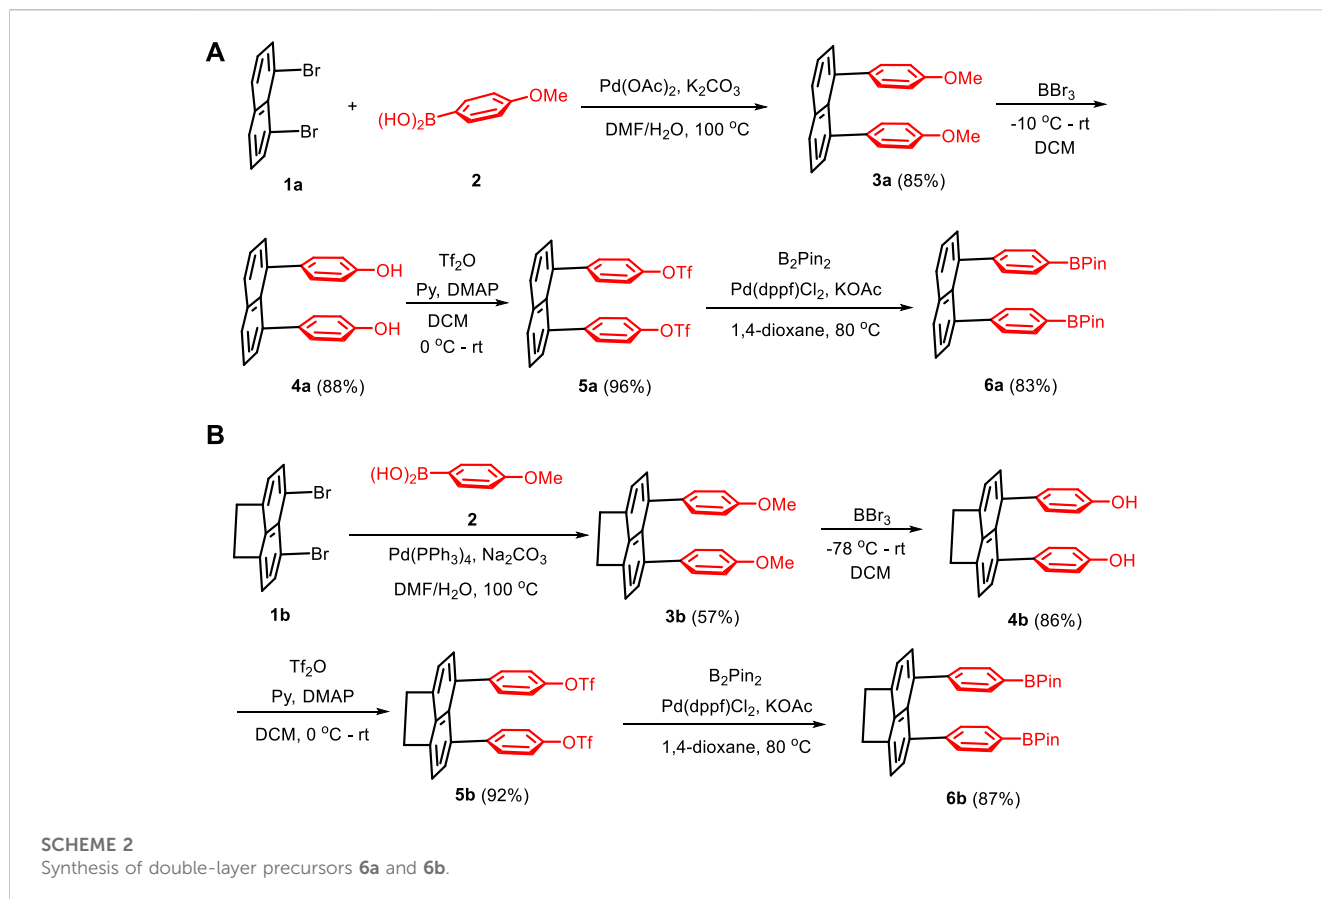 A
Br
Br
1a
+
(HO)₂B
OMe
2
Pd(OAc)₂, K₂CO₃
DMF/H₂O, 100 °C
OMe
OMe
3a (85%)
BBr₃
-10 °C - rt
DCM
OH
OH
4a (88%)
Tf₂O
Py, DMAP
DCM
0 °C - rt
OTf
OTf
5a (96%)
B₂Pin₂
Pd(dppf)Cl₂, KOAc
1,4-dioxane, 80 °C
BPin
BPin
6a (83%)
B
Br
Br
1b
(HO)₂B
OMe
2
Pd(PPh₃)₄, Na₂CO₃
DMF/H₂O, 100 °C
OMe
OMe
3b (57%)
BBr₃
-78 °C - rt
DCM
OH
OH
4b (86%)
Tf₂O
Py, DMAP
DCM, 0 °C - rt
OTf
OTf
5b (92%)
B₂Pin₂
Pd(dppf)Cl₂, KOAc
1,4-dioxane, 80 °C
BPin
BPin
6b (87%)
SCHEME 2
Synthesis of double-layer precursors 6a and 6b.